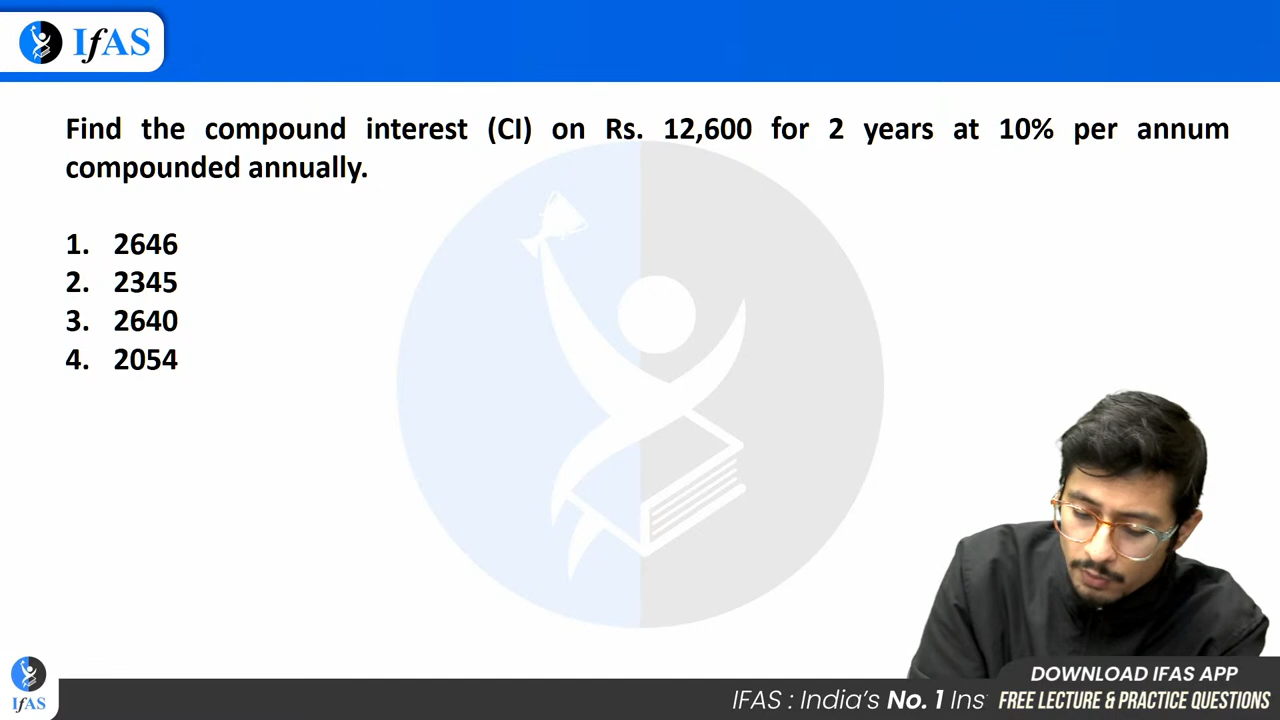 IfAS
Find the compound interest (CI) on Rs. 12,600 for 2 years at 10% per annum
compounded annually.
1. 2646
2. 2345
3. 2640
4. 2054
DOWNLOAD IFAS APP
IfAS
IFAS : India's No. 1 Ins
FREE LECTURE & PRACTICE QUESTIONS